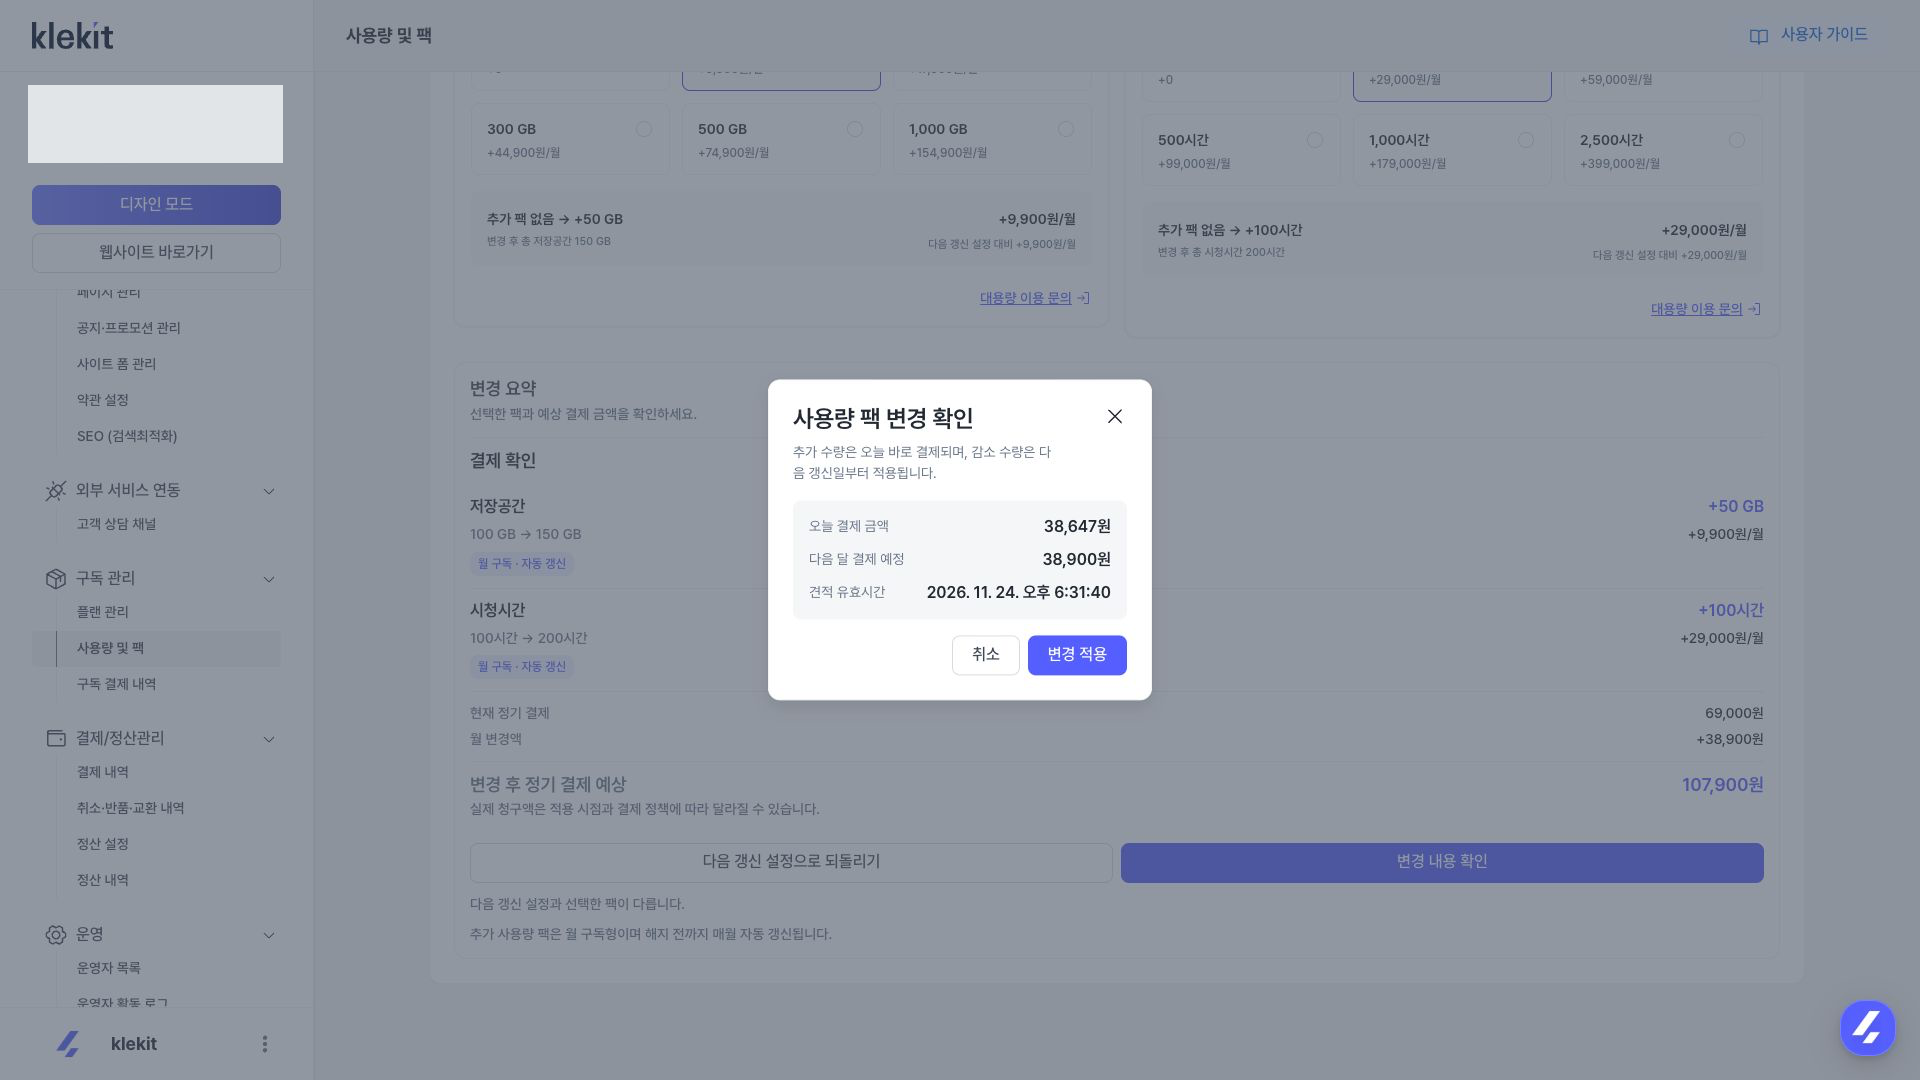 klekit
사용량 및 팩
사용자 가이드
디자인 모드
웹사이트 바로가기
페이지 관리
공지·프로모션 관리
사이트 폼 관리
약관 설정
SEO (검색최적화)
외부 서비스 연동
고객 상담 채널
구독 관리
플랜 관리
사용량 및 팩
구독 결제 내역
결제/정산관리
결제 내역
취소·반품·교환 내역
정산 설정
정산 내역
운영
운영자 목록
운영자 활동 로그
klekit
300 GB
+44,900원/월
500 GB
+74,900원/월
1,000 GB
+154,900원/월
추가 팩 없음 → +50 GB
+9,900원/월
변경 후 총 저장공간 150 GB
다음 갱신 설정 대비 +9,900원/월
대용량 이용 문의
+0
+29,000원/월
+59,000원/월
500시간
+99,000원/월
1,000시간
+179,000원/월
2,500시간
+399,000원/월
추가 팩 없음 → +100시간
+29,000원/월
변경 후 총 시청시간 200시간
다음 갱신 설정 대비 +29,000원/월
대용량 이용 문의
변경 요약
선택한 팩과 예상 결제 금액을 확인하세요.
결제 확인
저장공간
+50 GB
100 GB → 150 GB
+9,900원/월
월 구독 · 자동 갱신
시청시간
+100시간
100시간 → 200시간
+29,000원/월
월 구독 · 자동 갱신
현재 정기 결제
69,000원
월 변경액
+38,900원
변경 후 정기 결제 예상
107,900원
실제 청구액은 적용 시점과 결제 정책에 따라 달라질 수 있습니다.
다음 갱신 설정으로 되돌리기
변경 내용 확인
다음 갱신 설정과 선택한 팩이 다릅니다.
추가 사용량 팩은 월 구독형이며 해지 전까지 매월 자동 갱신됩니다.
사용량 팩 변경 확인
추가 수량은 오늘 바로 결제되며, 감소 수량은 다
음 갱신일부터 적용됩니다.
오늘 결제 금액
38,647원
다음 달 결제 예정
38,900원
견적 유효시간
2026. 11. 24. 오후 6:31:40
취소
변경 적용